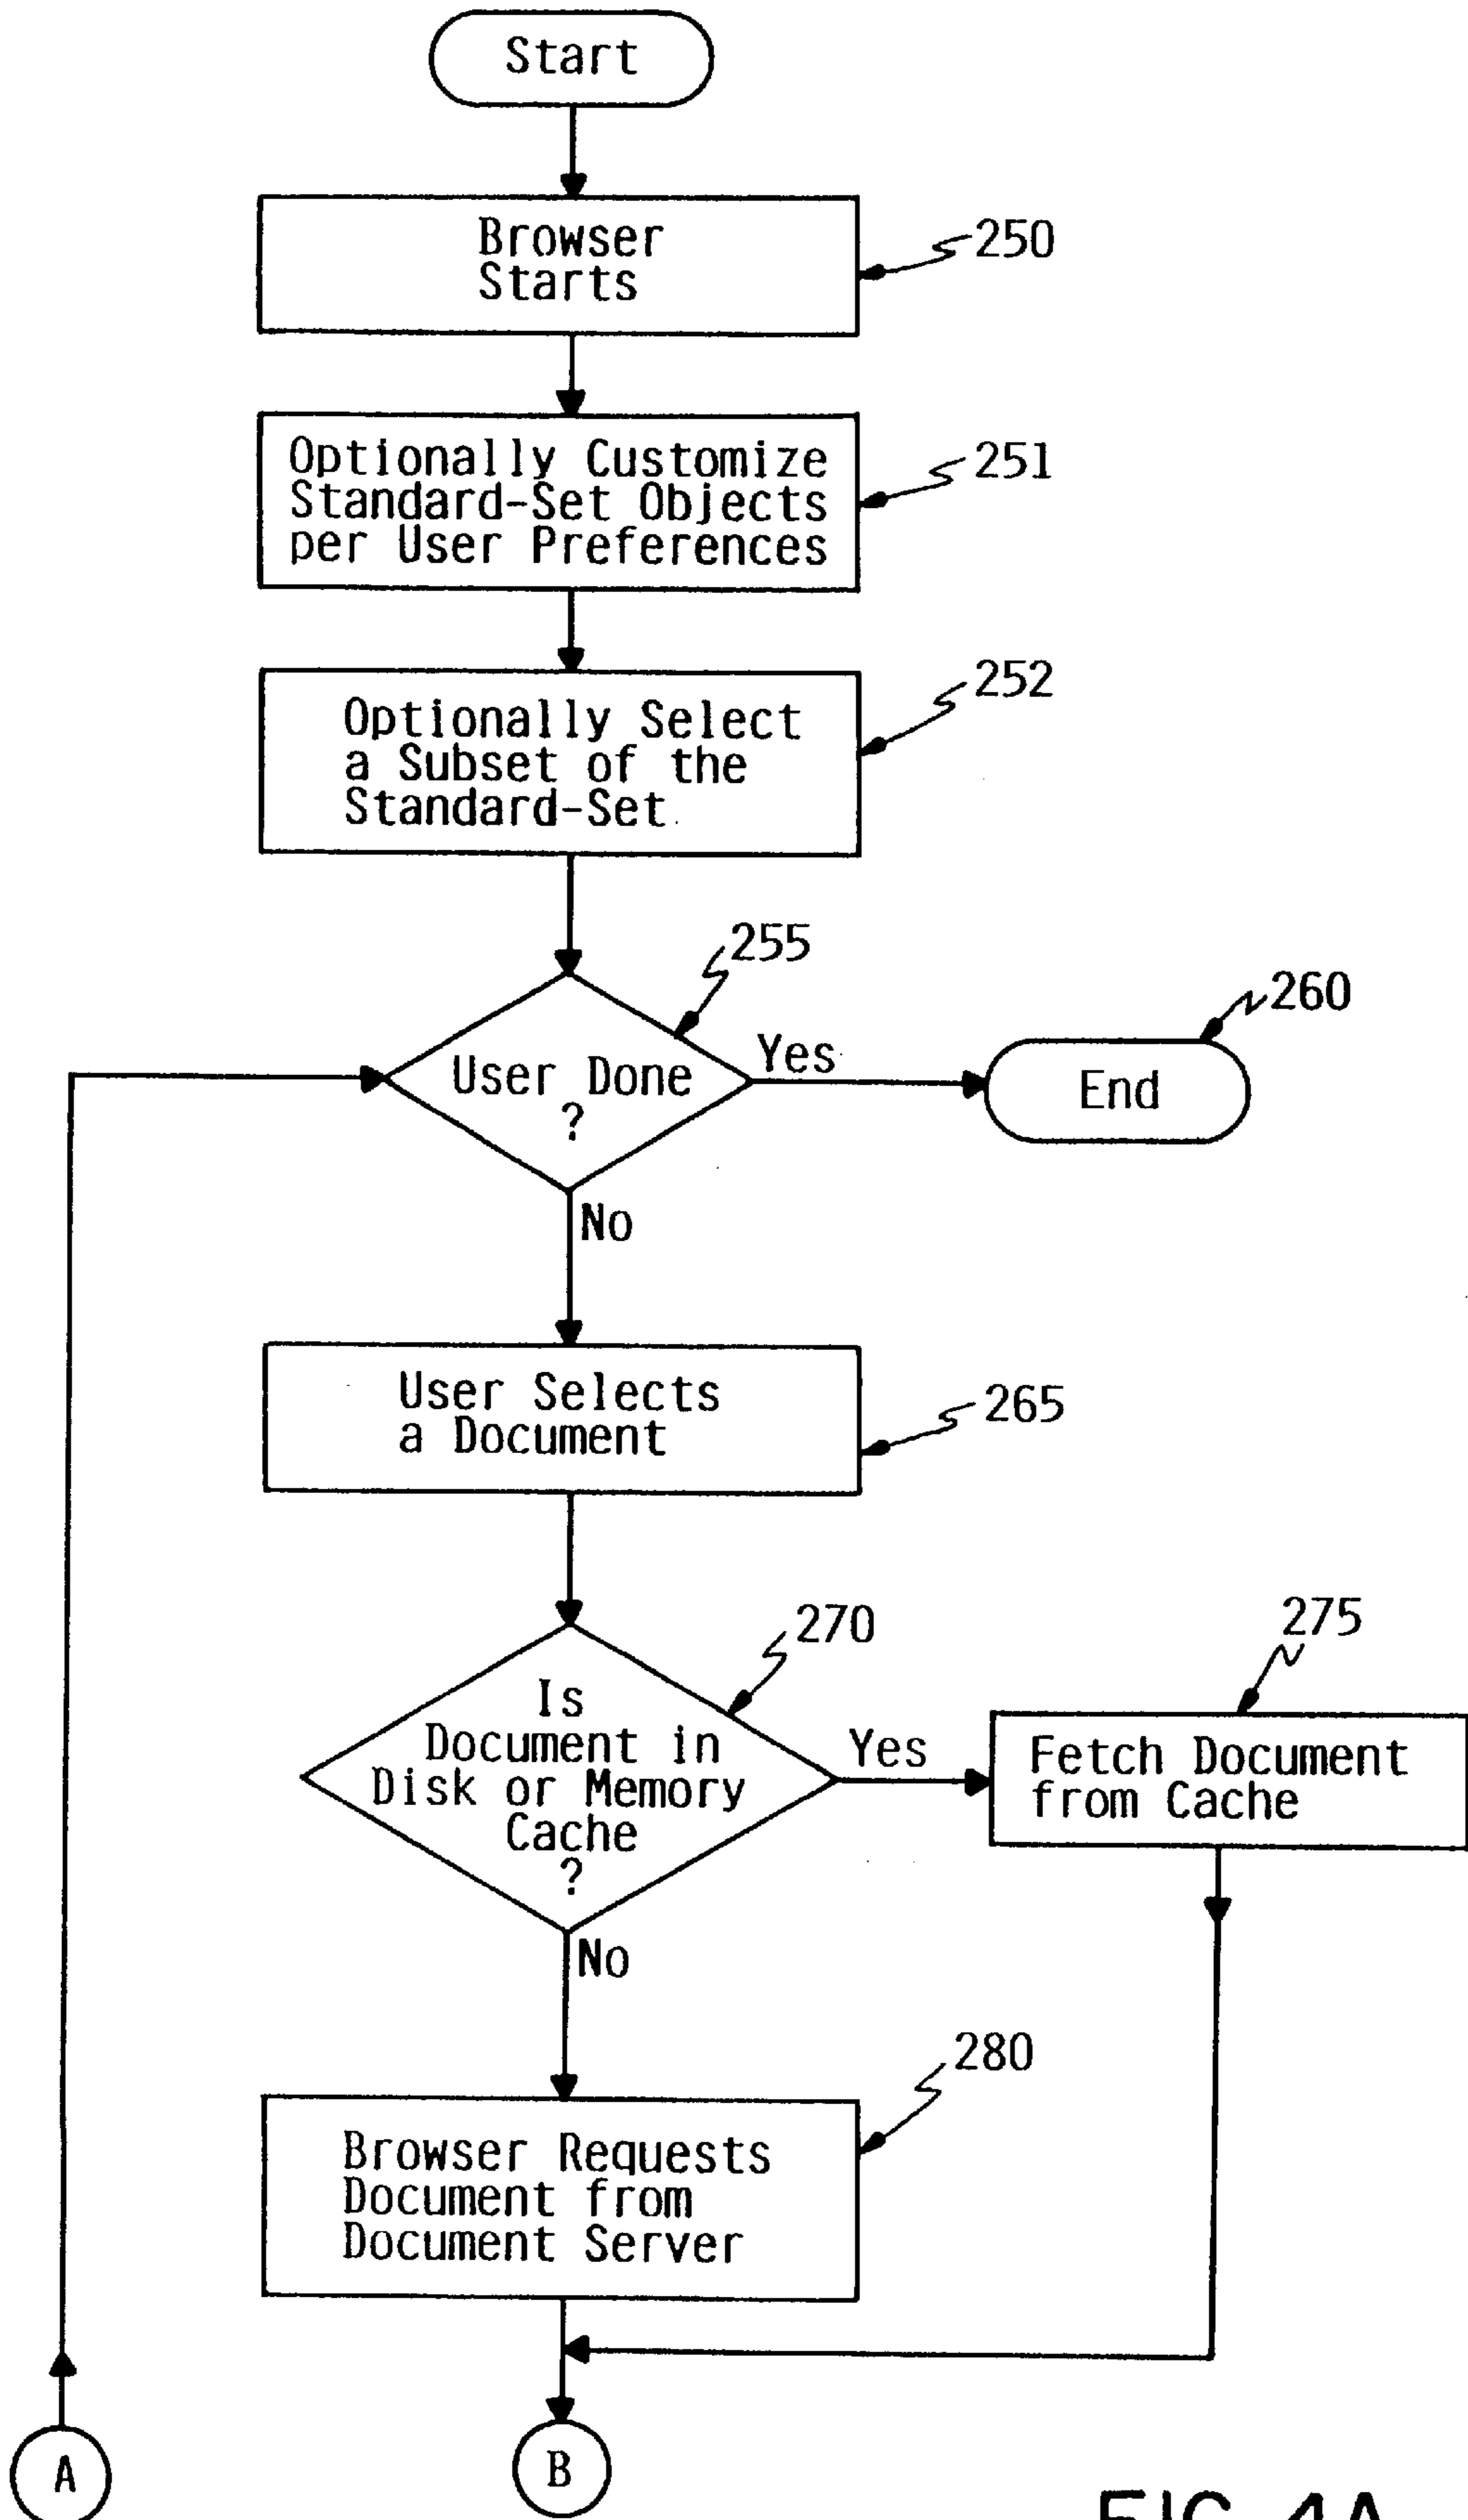 Start
Browser
Starts
250
Optionally Customize
Standard-Set Objects
per User Preferences
251
Optionally Select
a Subset of the
Standard-Set
252
255
User Done
?
Yes
260
End
No
User Selects
a Document
265
270
Is
Document in
Disk or Memory
Cache
?
Yes
275
Fetch Document
from Cache
No
280
Browser Requests
Document from
Document Server
A
B
FIG. 4A